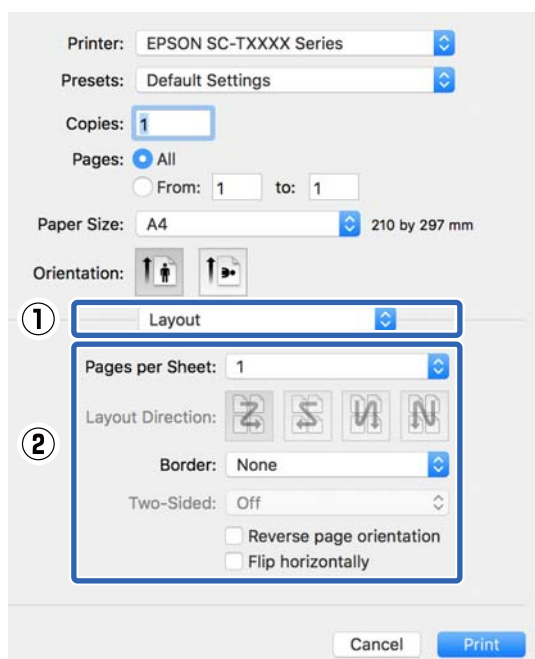 Printer: EPSON SC-TXXXX Series
Presets: Default Settings
Copies: 1
Pages: All
From: 1 to: 1
Paper Size: A4 210 by 297 mm
Orientation:
① Layout
Pages per Sheet: 1
Layout Direction:
②
Border: None
Two-Sided: Off
Reverse page orientation
Flip horizontally
Cancel Print